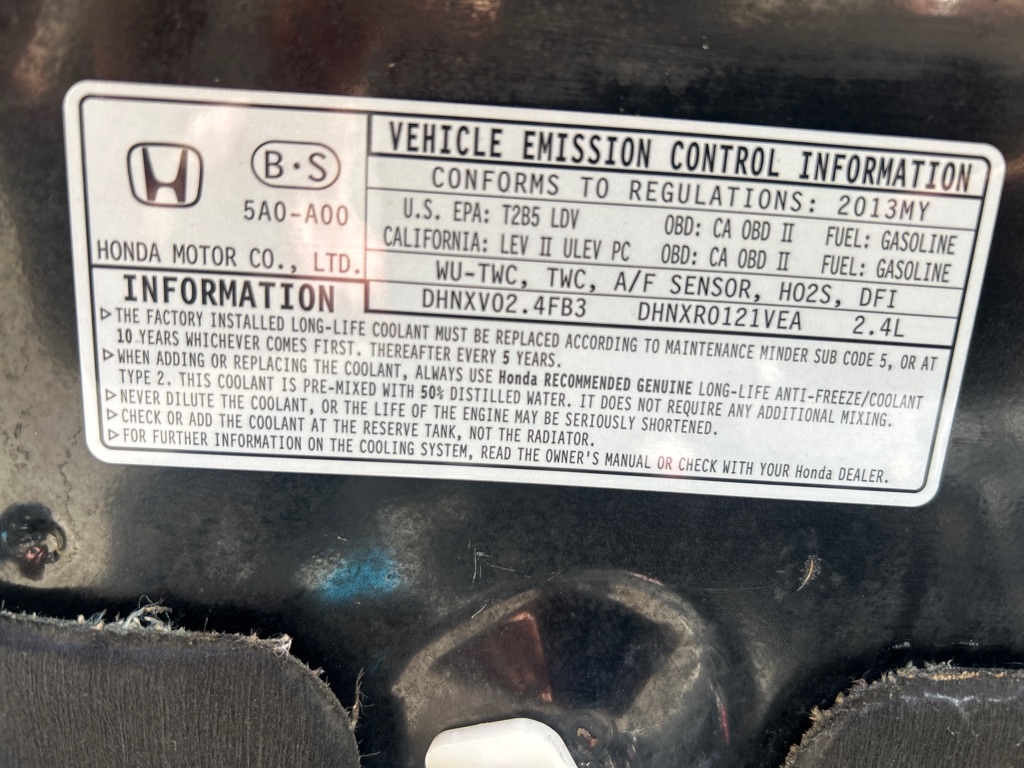 B·S
5A0-A00
HONDA MOTOR CO., LTD.
VEHICLE EMISSION CONTROL INFORMATION
CONFORMS TO REGULATIONS: 2013MY
U.S. EPA: T2B5 LDV OBD: CA OBD II FUEL: GASOLINE
CALIFORNIA: LEV II ULEV PC OBD: CA OBD II FUEL: GASOLINE
WU-TWC, TWC, A/F SENSOR, HO2S, DFI
DHNXV02.4FB3 DHNXR0121VEA 2.4L
INFORMATION
▷THE FACTORY INSTALLED LONG-LIFE COOLANT MUST BE REPLACED ACCORDING TO MAINTENANCE MINDER SUB CODE 5, OR AT
10 YEARS WHICHEVER COMES FIRST. THEREAFTER EVERY 5 YEARS.
▷WHEN ADDING OR REPLACING THE COOLANT, ALWAYS USE Honda RECOMMENDED GENUINE LONG-LIFE ANTI-FREEZE/COOLANT
TYPE 2. THIS COOLANT IS PRE-MIXED WITH 50% DISTILLED WATER. IT DOES NOT REQUIRE ANY ADDITIONAL MIXING.
▷NEVER DILUTE THE COOLANT, OR THE LIFE OF THE ENGINE MAY BE SERIOUSLY SHORTENED.
▷CHECK OR ADD THE COOLANT AT THE RESERVE TANK, NOT THE RADIATOR.
▷FOR FURTHER INFORMATION ON THE COOLING SYSTEM, READ THE OWNER'S MANUAL OR CHECK WITH YOUR Honda DEALER.